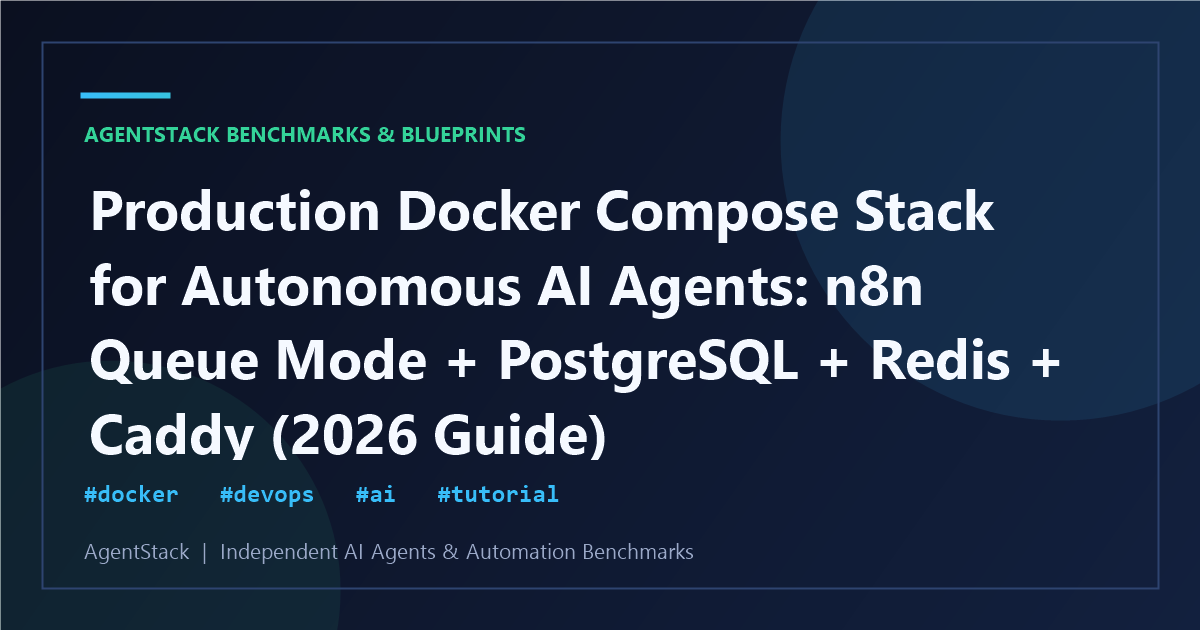 AGENTSTACK BENCHMARKS & BLUEPRINTS
Production Docker Compose Stack
for Autonomous AI Agents: n8n
Queue Mode + PostgreSQL + Redis +
Caddy (2026 Guide)
#docker #devops #ai #tutorial
AgentStack | Independent AI Agents & Automation Benchmarks